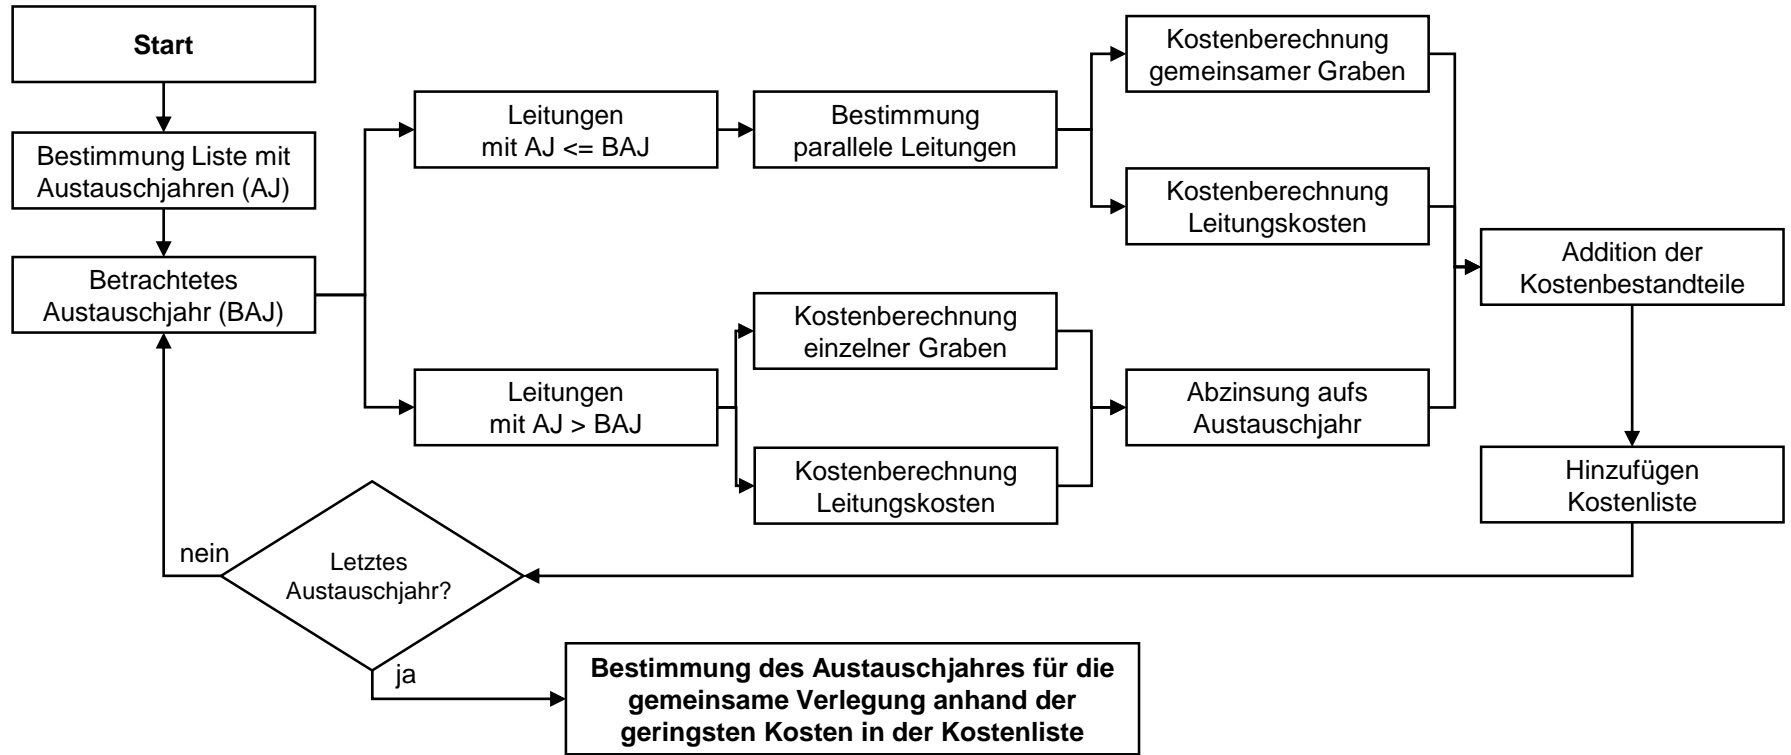 Start
Bestimmung Liste mit
Austauschjahren (AJ)
Betrachtetes
Austauschjahr (BAJ)
Leitungen
mit AJ <= BAJ
Bestimmung
parallele Leitungen
Kostenberechnung
gemeinsamer Graben
Kostenberechnung
Leitungskosten
Leitungen
mit AJ > BAJ
Kostenberechnung
einzelner Graben
Kostenberechnung
Leitungskosten
Abzinsung aufs
Austauschjahr
Addition der
Kostenbestandteile
Hinzufügen
Kostenliste
Letztes
Austauschjahr?
nein
ja
Bestimmung des Austauschjahres für die
gemeinsame Verlegung anhand der
geringsten Kosten in der Kostenliste